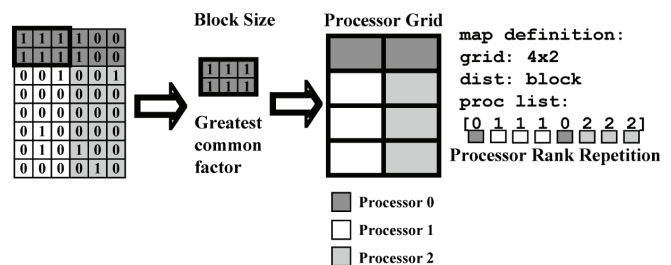 Block Size
Processor Grid
1 1 1 1 0 0
1 1 1 1 0 0
0 0 1 0 0 1
0 0 0 0 0 0
0 0 0 0 0 0
0 1 0 0 0 0
0 1 0 1 0 0
0 0 0 0 1 0
1 1 1
1 1 1
Greatest
common
factor
map definition:
grid: 4x2
dist: block
proc list:
[0 1 1 1 0 2 2 2]
Processor Rank Repetition
Processor 0
Processor 1
Processor 2